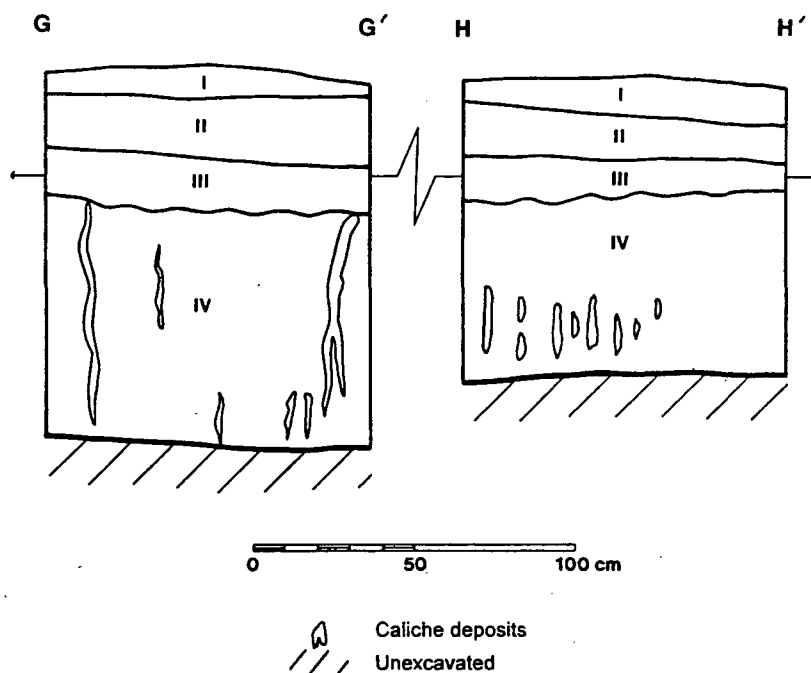 G G′ H H′
I I
II II
III III
IV
IV
0 50 100 cm
Caliche deposits
Unexcavated